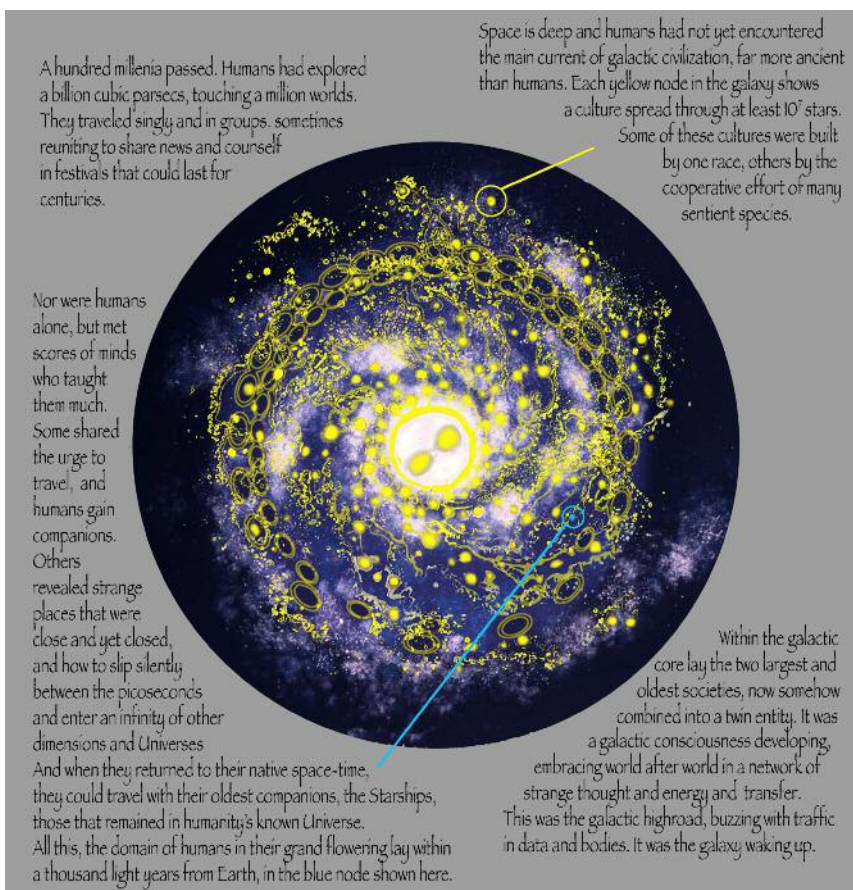 A hundred millenia passed. Humans had explored
a billion cubic parsecs, touching a million worlds.
They traveled singly and in groups. sometimes
reuniting to share news and counself
in festivals that could last for
centuries.
Space is deep and humans had not yet encountered
the main current of galactic civilization, far more ancient
than humans. Each yellow node in the galaxy shows
a culture spread through at least 10⁷ stars.
Some of these cultures were built
by one race, others by the
cooperative effort of many
sentient species.
Nor were humans
alone, but met
scores of minds
who taught
them much.
Some shared
the urge to
travel, and
humans gain
companions.
Others
revealed strange
places that were
close and yet closed,
and how to slip silently
between the picoseconds
and enter an infinity of other
dimensions and Universes
And when they returned to their native space-time,
they could travel with their oldest companions, the Starships,
those that remained in humanity's known Universe.
All this, the domain of humans in their grand flowering lay within
a thousand light years from Earth, in the blue node shown here.
Within the galactic
core lay the two largest and
oldest societies, now somehow
combined into a twin entity. It was
a galactic consciousness developing,
embracing world after world in a network of
strange thought and energy and transfer.
This was the galactic highroad, buzzing with traffic
in data and bodies. It was the galaxy waking up.